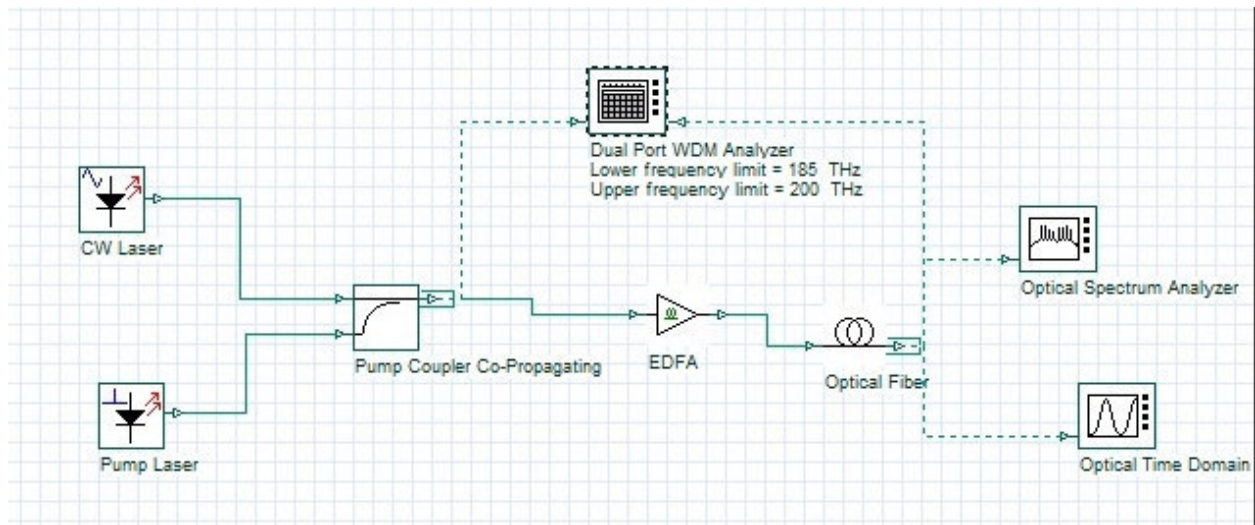 Dual Port WDM Analyzer
Lower frequency limit = 185 THz
Upper frequency limit = 200 THz
CW Laser
Optical Spectrum Analyzer
Pump Coupler Co-Propagating
EDFA
Optical Fiber
Pump Laser
Optical Time Domain